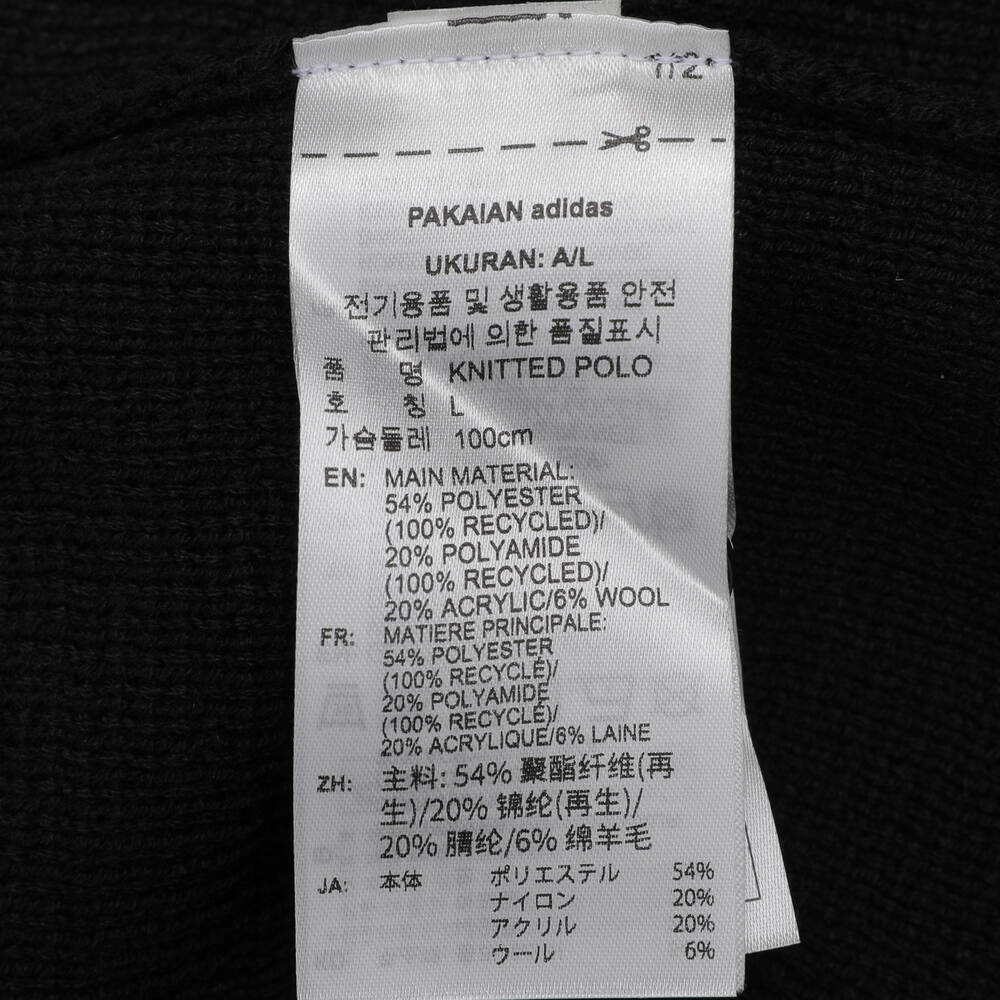 1/2
PAKAIAN adidas
UKURAN: A/L
전기용품 및 생활용품 안전
관리법에 의한 품질표시
품 명 KNITTED POLO
호 칭 L
가슴둘레 100cm
EN: MAIN MATERIAL:
54% POLYESTER
(100% RECYCLED)/
20% POLYAMIDE
(100% RECYCLED)/
20% ACRYLIC/6% WOOL
FR: MATIERE PRINCIPALE:
54% POLYESTER
(100% RECYCLÉ)/
20% POLYAMIDE
(100% RECYCLÉ)/
20% ACRYLIQUE/6% LAINE
ZH: 主料: 54% 聚酯纤维(再
生)/20% 锦纶(再生)/
20% 腈纶/6% 绵羊毛
JA: 本体 ポリエステル 54%
ナイロン 20%
アクリル 20%
ウール 6%